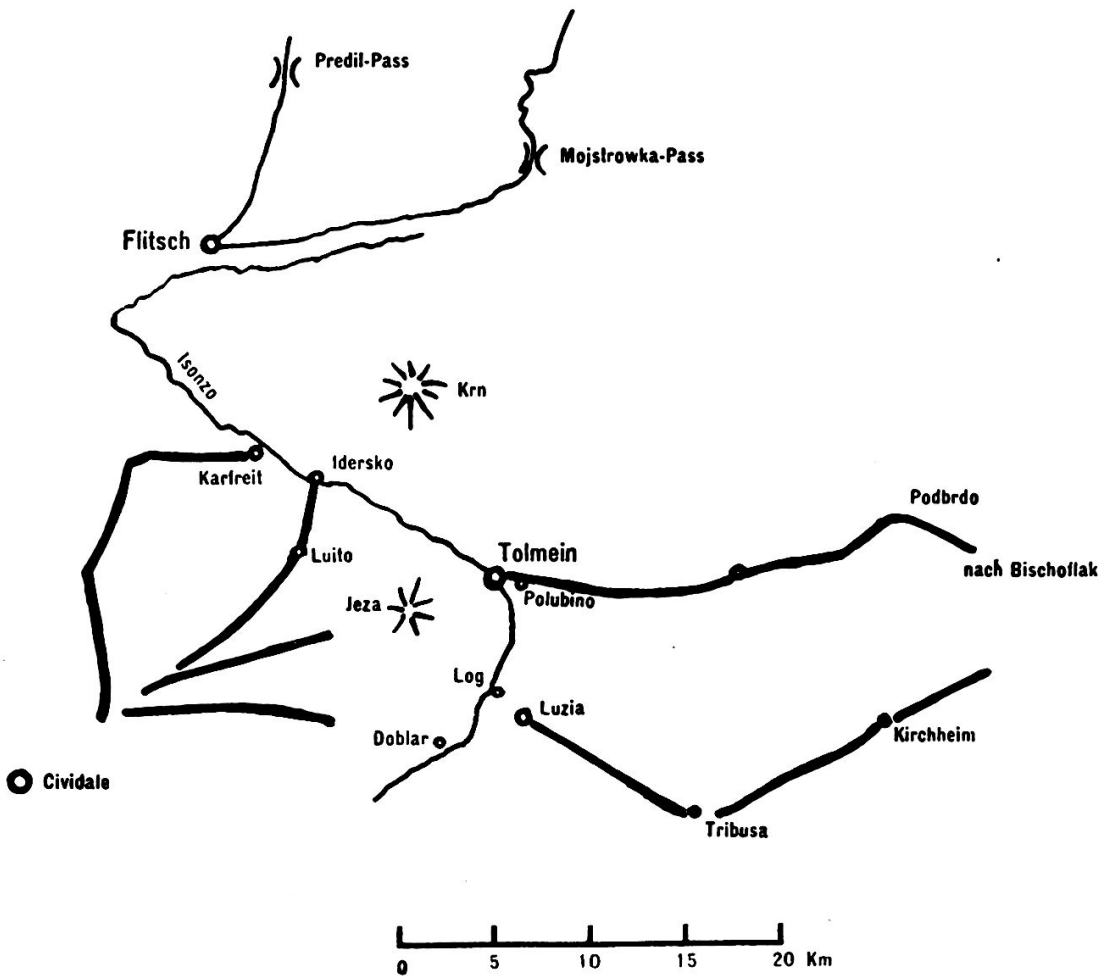 Predil-Pass
Mojstrowka-Pass
Flitsch
Isonzo
Krn
Karfreit
Idersko
Podbrdo
Luito
Tolmein
nach Bischoflak
Jeza
Polubino
Log
Luzia
Doblar
Kirchheim
Cividale
Tribusa
0 5 10 15 20 Km